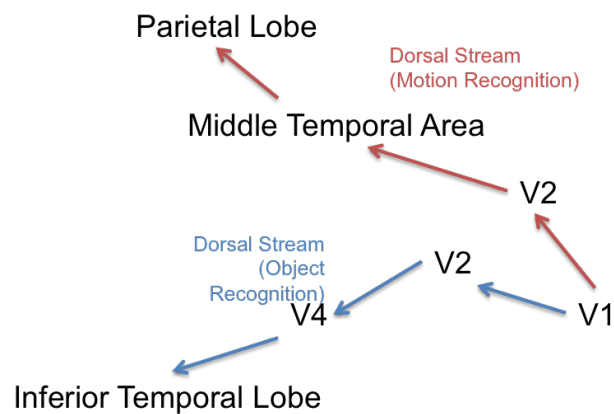 Parietal Lobe
Dorsal Stream
(Motion Recognition)
Middle Temporal Area
V2
Dorsal Stream
(Object
Recognition)
V2
V4
V1
Inferior Temporal Lobe